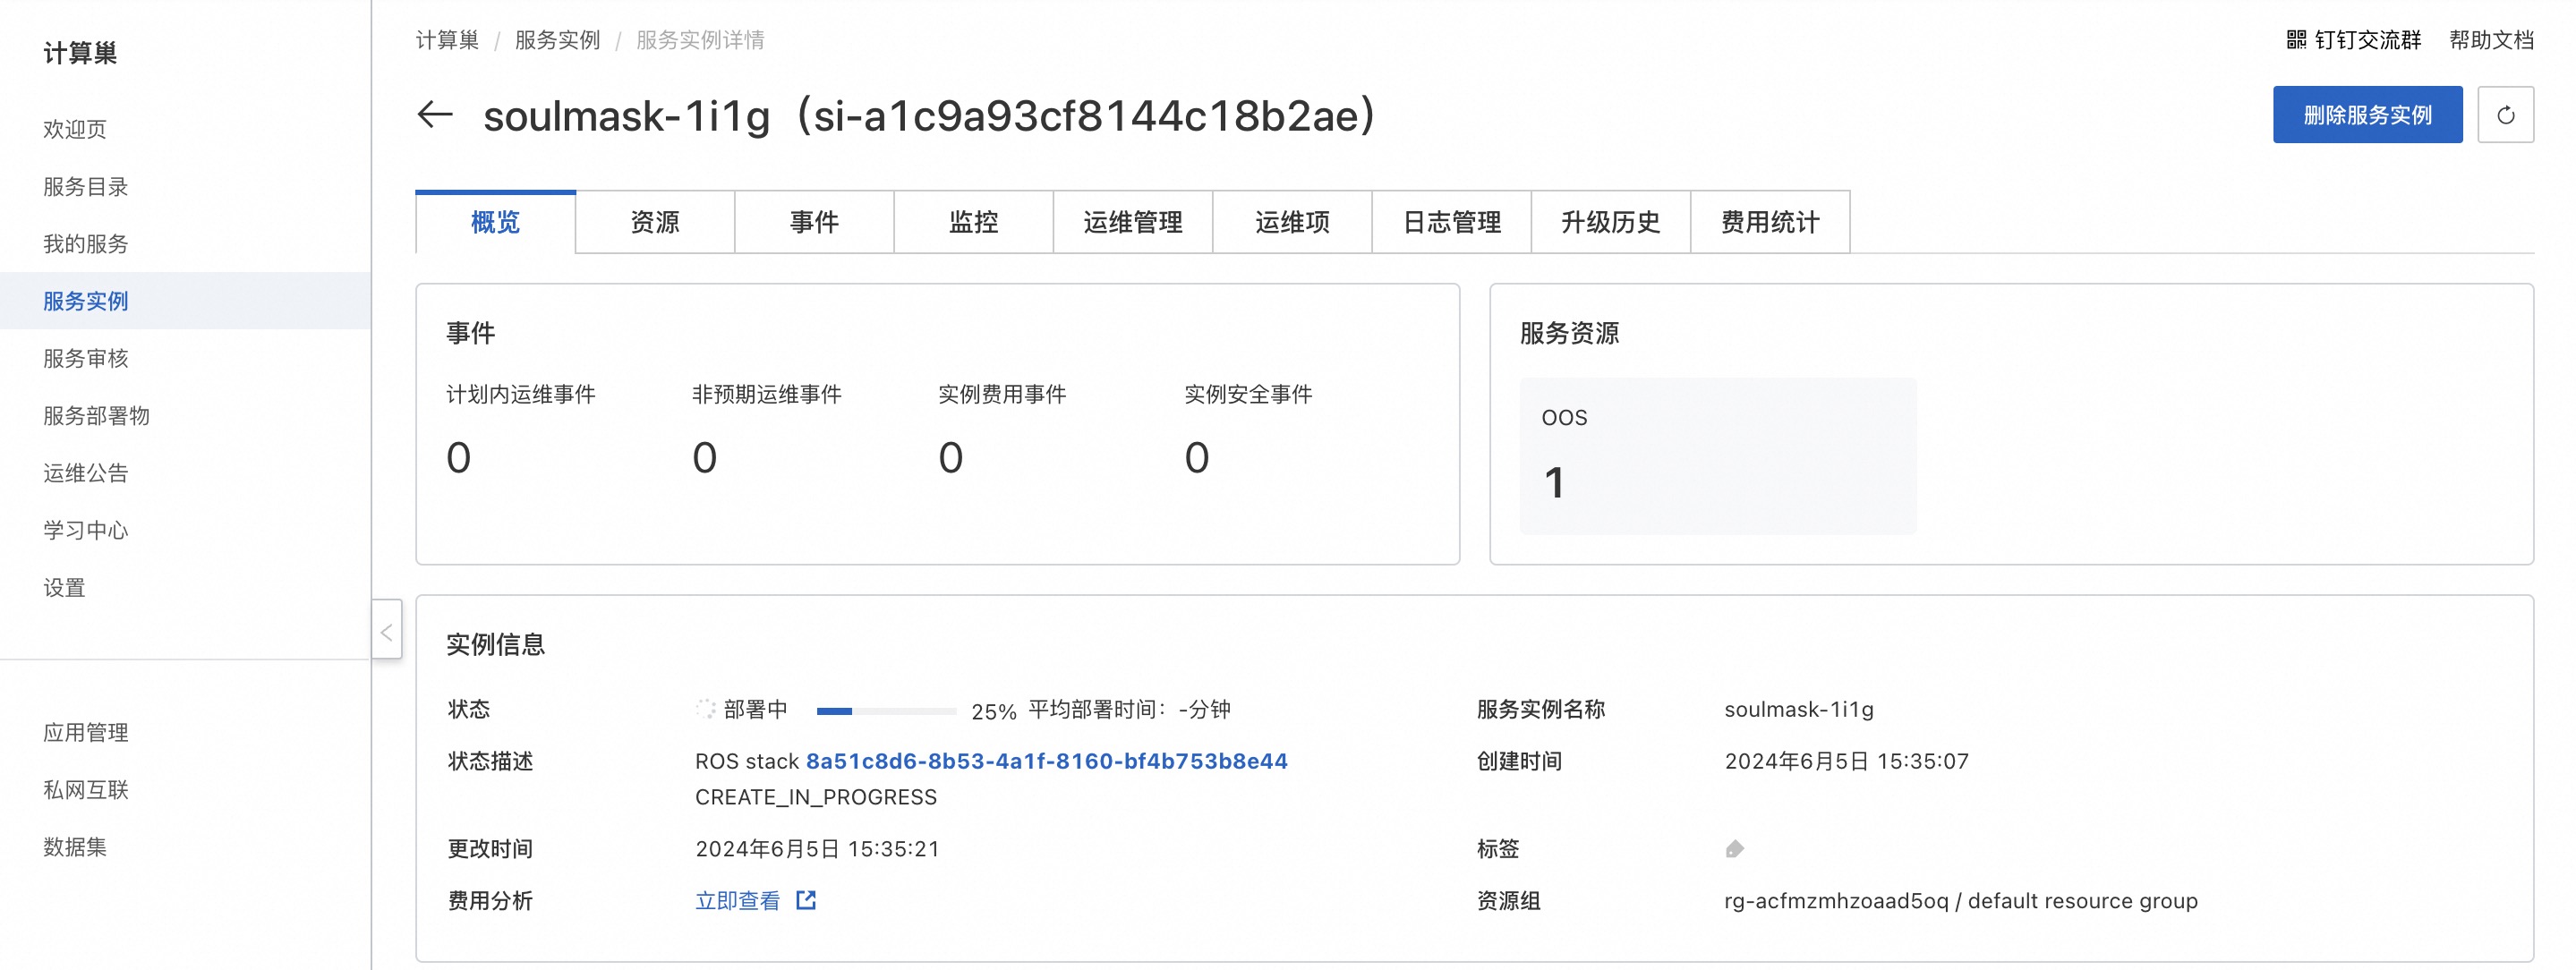 计算巢
欢迎页
服务目录
我的服务
服务实例
服务审核
服务部署物
运维公告
学习中心
设置
应用管理
私网互联
数据集
计算巢 / 服务实例 / 服务实例详情
钉钉交流群 帮助文档
soulmask-1i1g（si-a1c9a93cf8144c18b2ae）
删除服务实例
概览 资源 事件 监控 运维管理 运维项 日志管理 升级历史 费用统计
事件
计划内运维事件 非预期运维事件 实例费用事件 实例安全事件
0 0 0 0
服务资源
OOS
1
实例信息
状态 部署中 25% 平均部署时间：-分钟
服务实例名称 soulmask-1i1g
状态描述 ROS stack 8a51c8d6-8b53-4a1f-8160-bf4b753b8e44
CREATE_IN_PROGRESS
创建时间 2024年6月5日 15:35:07
更改时间 2024年6月5日 15:35:21
标签
费用分析 立即查看
资源组 rg-acfmzmhzoaad5oq / default resource group